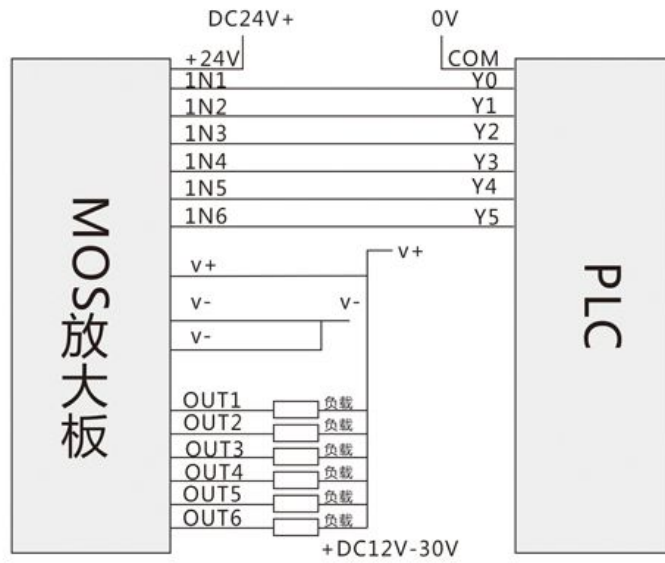 DC24V+
0V
+24V
COM
1N1
Y0
1N2
Y1
1N3
Y2
1N4
Y3
1N5
Y4
1N6
Y5
MOS放大板
PLC
v+
v+
v-
v-
v-
OUT1
负载
OUT2
负载
OUT3
负载
OUT4
负载
OUT5
负载
OUT6
负载
+DC12V-30V